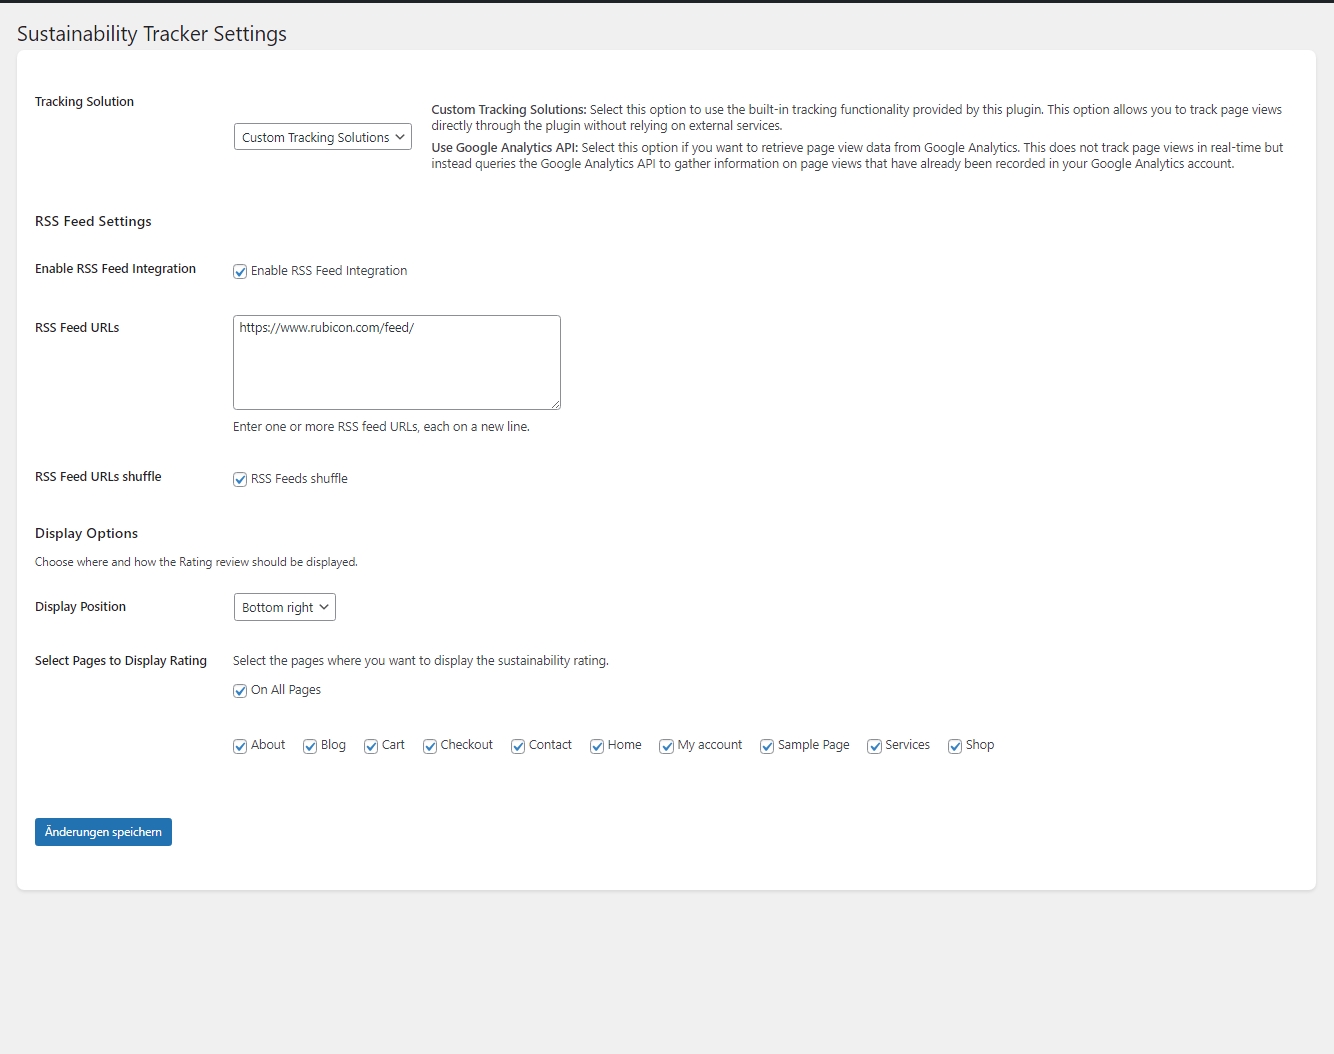 Sustainability Tracker Settings
Tracking Solution
Custom Tracking Solutions
Custom Tracking Solutions: Select this option to use the built-in tracking functionality provided by this plugin. This option allows you to track page views
directly through the plugin without relying on external services.
Use Google Analytics API: Select this option if you want to retrieve page view data from Google Analytics. This does not track page views in real-time but
instead queries the Google Analytics API to gather information on page views that have already been recorded in your Google Analytics account.
RSS Feed Settings
Enable RSS Feed Integration
Enable RSS Feed Integration
RSS Feed URLs
https://www.rubicon.com/feed/
Enter one or more RSS feed URLs, each on a new line.
RSS Feed URLs shuffle
RSS Feeds shuffle
Display Options
Choose where and how the Rating review should be displayed.
Display Position
Bottom right
Select Pages to Display Rating
Select the pages where you want to display the sustainability rating.
On All Pages
About Blog Cart Checkout Contact Home My account Sample Page Services Shop
Änderungen speichern